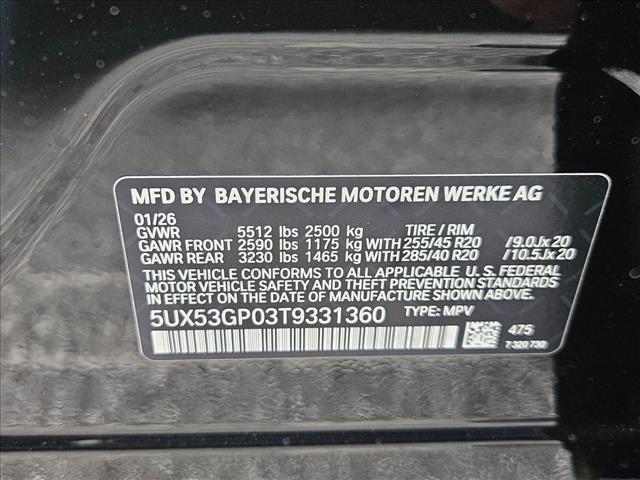 MFD BY BAYERISCHE MOTOREN WERKE AG
01/26
GVWR 5512 lbs 2500 kg TIRE / RIM
GAWR FRONT 2590 lbs 1175 kg WITH 255/45 R20 /9.0Jx20
GAWR REAR 3230 lbs 1465 kg WITH 285/40 R20 /10.5Jx20
THIS VEHICLE CONFORMS TO ALL APPLICABLE U.S. FEDERAL
MOTOR VEHICLE SAFETY AND THEFT PREVENTION STANDARDS
IN EFFECT ON THE DATE OF MANUFACTURE SHOWN ABOVE.
5UX53GP03T9331360 TYPE: MPV
475
7 320 730